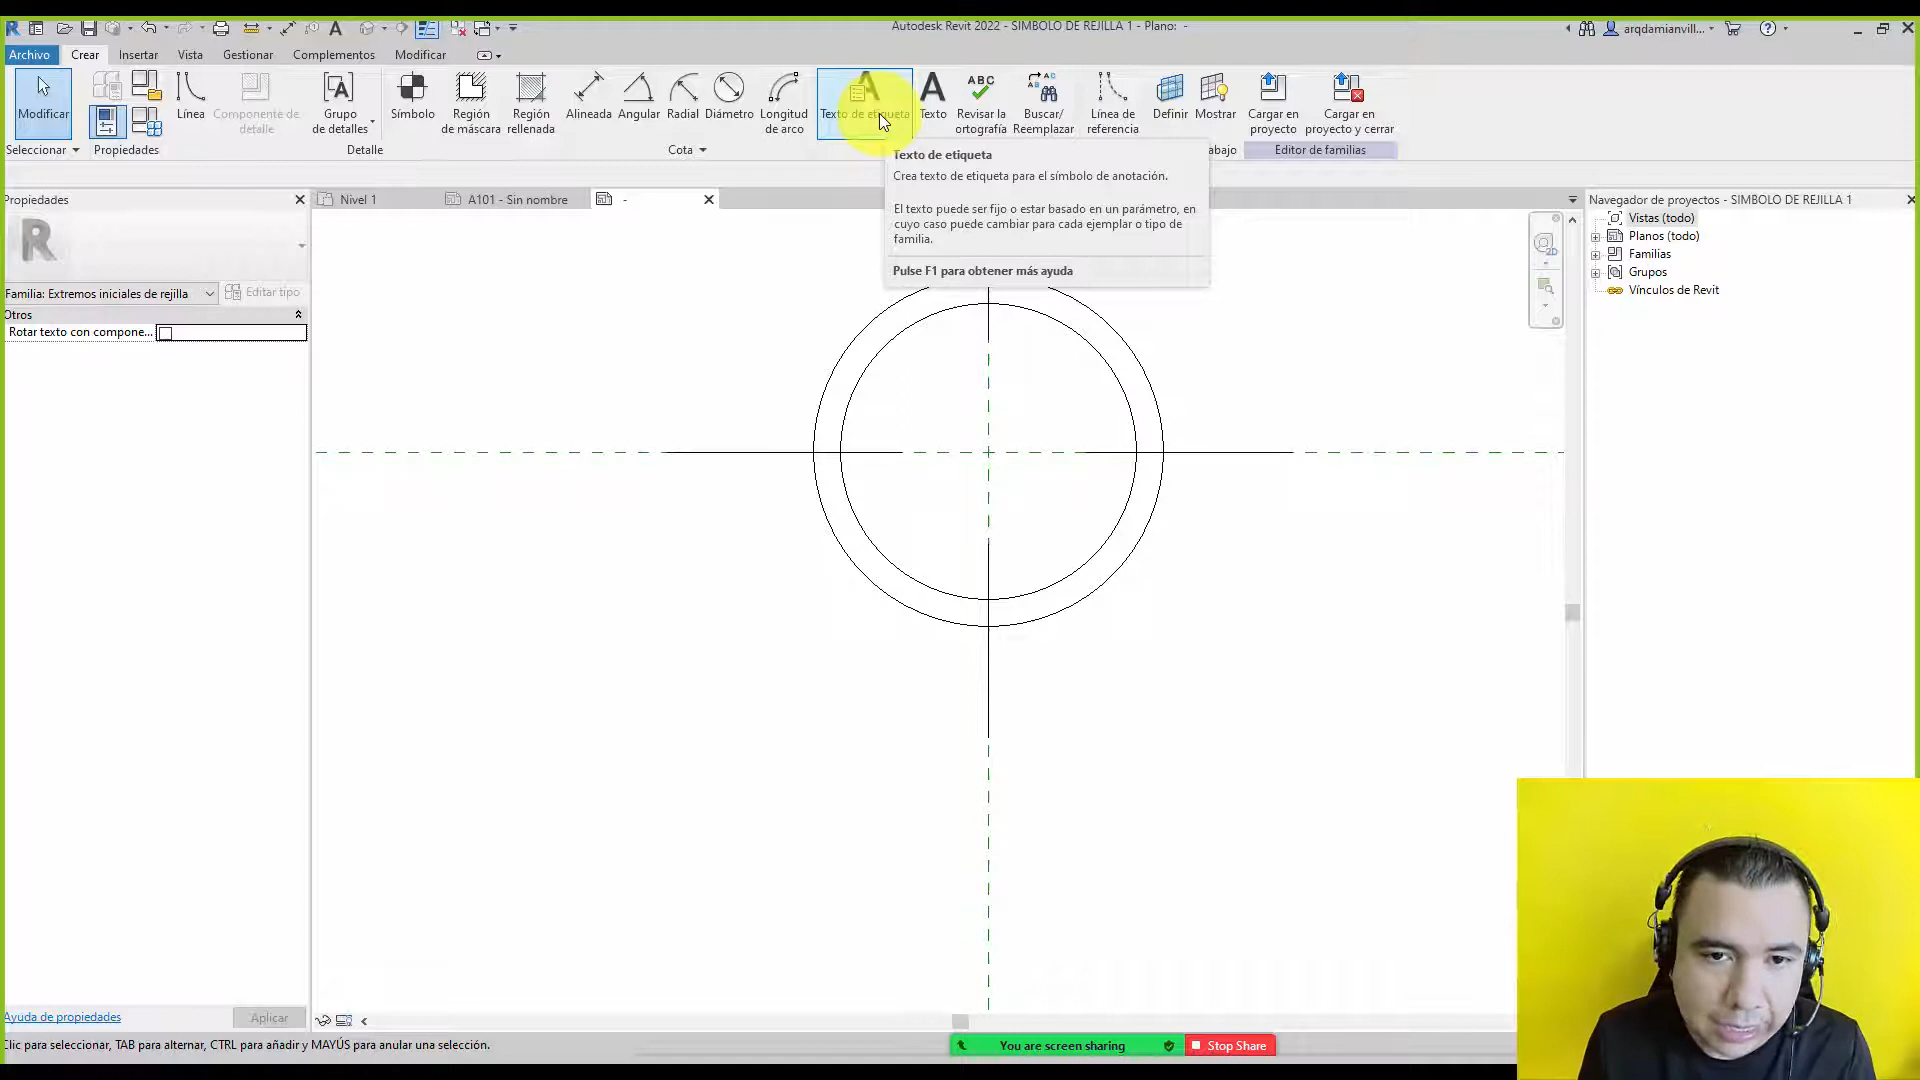 Autodesk Revit 2022 - SIMBOLO DE REJILLA 1 - Plano: -
arqdamianvill...
Archivo Crear Insertar Vista Gestionar Complementos Modificar
Modificar
Línea
Componente de detalle
Grupo de detalles
Símbolo
Región de máscara
Región rellenada
Alineada
Angular
Radial
Diámetro
Longitud de arco
Texto de etiqueta
Texto
Revisar la ortografía
Buscar/ Reemplazar
Línea de referencia
Definir
Mostrar
Cargar en proyecto
Cargar en proyecto y cerrar
Seleccionar Propiedades Detalle Cota abajo Editor de familias
Texto de etiqueta
Crea texto de etiqueta para el símbolo de anotación.
El texto puede ser fijo o estar basado en un parámetro, en
cuyo caso puede cambiar para cada ejemplar o tipo de
familia.
Pulse F1 para obtener más ayuda
Propiedades
Nivel 1
A101 - Sin nombre
-
R
Familia: Extremos iniciales de rejilla
Editar tipo
Otros
Rotar texto con compone...
2D
Navegador de proyectos - SIMBOLO DE REJILLA 1
Vistas (todo)
Planos (todo)
Familias
Grupos
Vínculos de Revit
Ayuda de propiedades
Aplicar
Clic para seleccionar, TAB para alternar, CTRL para añadir y MAYÚS para anular una selección.
You are screen sharing
Stop Share